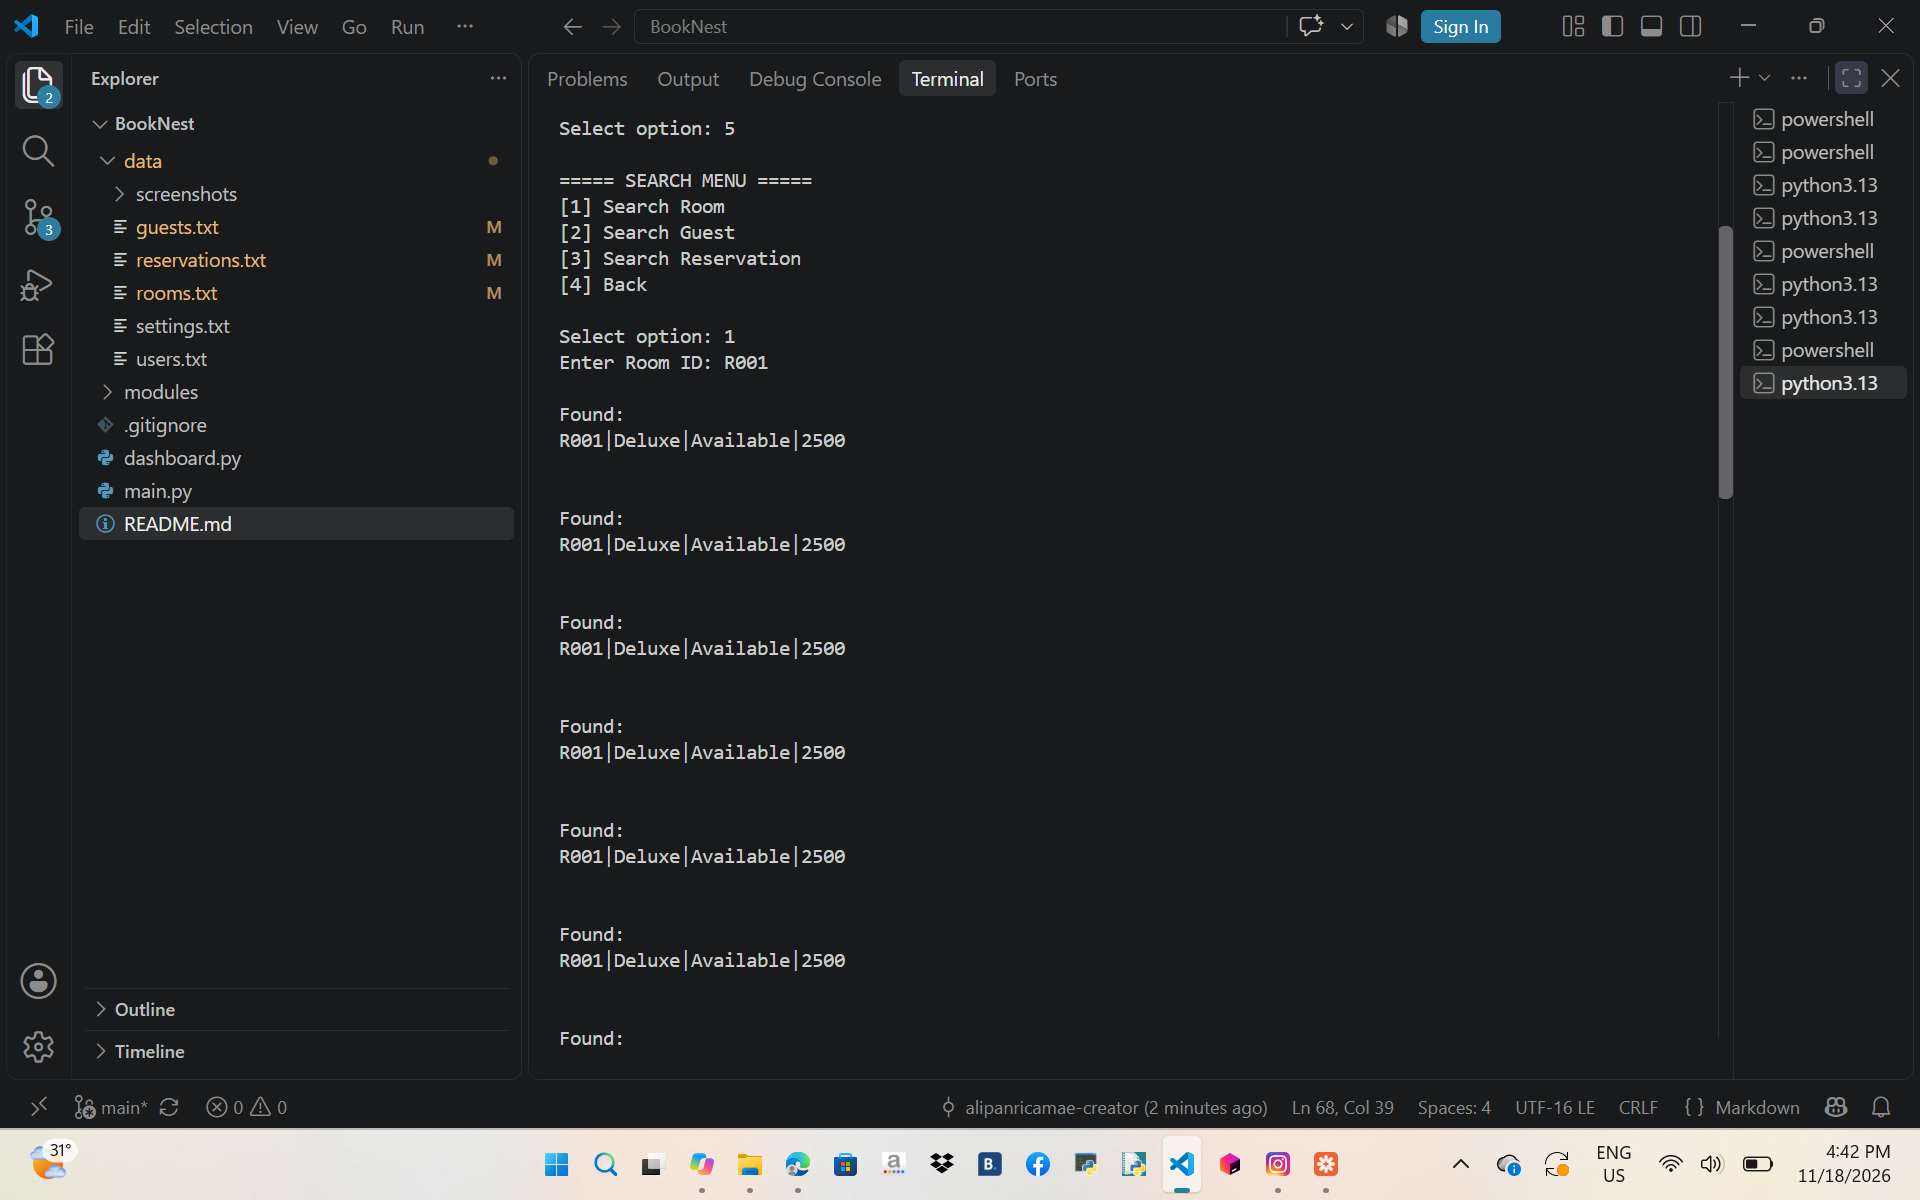 File Edit Selection View Go Run ···
BookNest
Sign In
Explorer
2
BookNest
data
screenshots
guests.txt M
3
reservations.txt M
rooms.txt M
settings.txt
users.txt
modules
.gitignore
dashboard.py
main.py
README.md
Outline
Timeline
Problems Output Debug Console Terminal Ports
Select option: 5
===== SEARCH MENU =====
[1] Search Room
[2] Search Guest
[3] Search Reservation
[4] Back
Select option: 1
Enter Room ID: R001
Found:
R001|Deluxe|Available|2500
Found:
R001|Deluxe|Available|2500
Found:
R001|Deluxe|Available|2500
Found:
R001|Deluxe|Available|2500
Found:
R001|Deluxe|Available|2500
Found:
R001|Deluxe|Available|2500
Found:
powershell
powershell
python3.13
python3.13
powershell
python3.13
python3.13
powershell
python3.13
main* 0 0 alipanricamae-creator (2 minutes ago) Ln 68, Col 39 Spaces: 4 UTF-16 LE CRLF { } Markdown
31°
a
B.
ENG
US
4:42 PM
11/18/2026